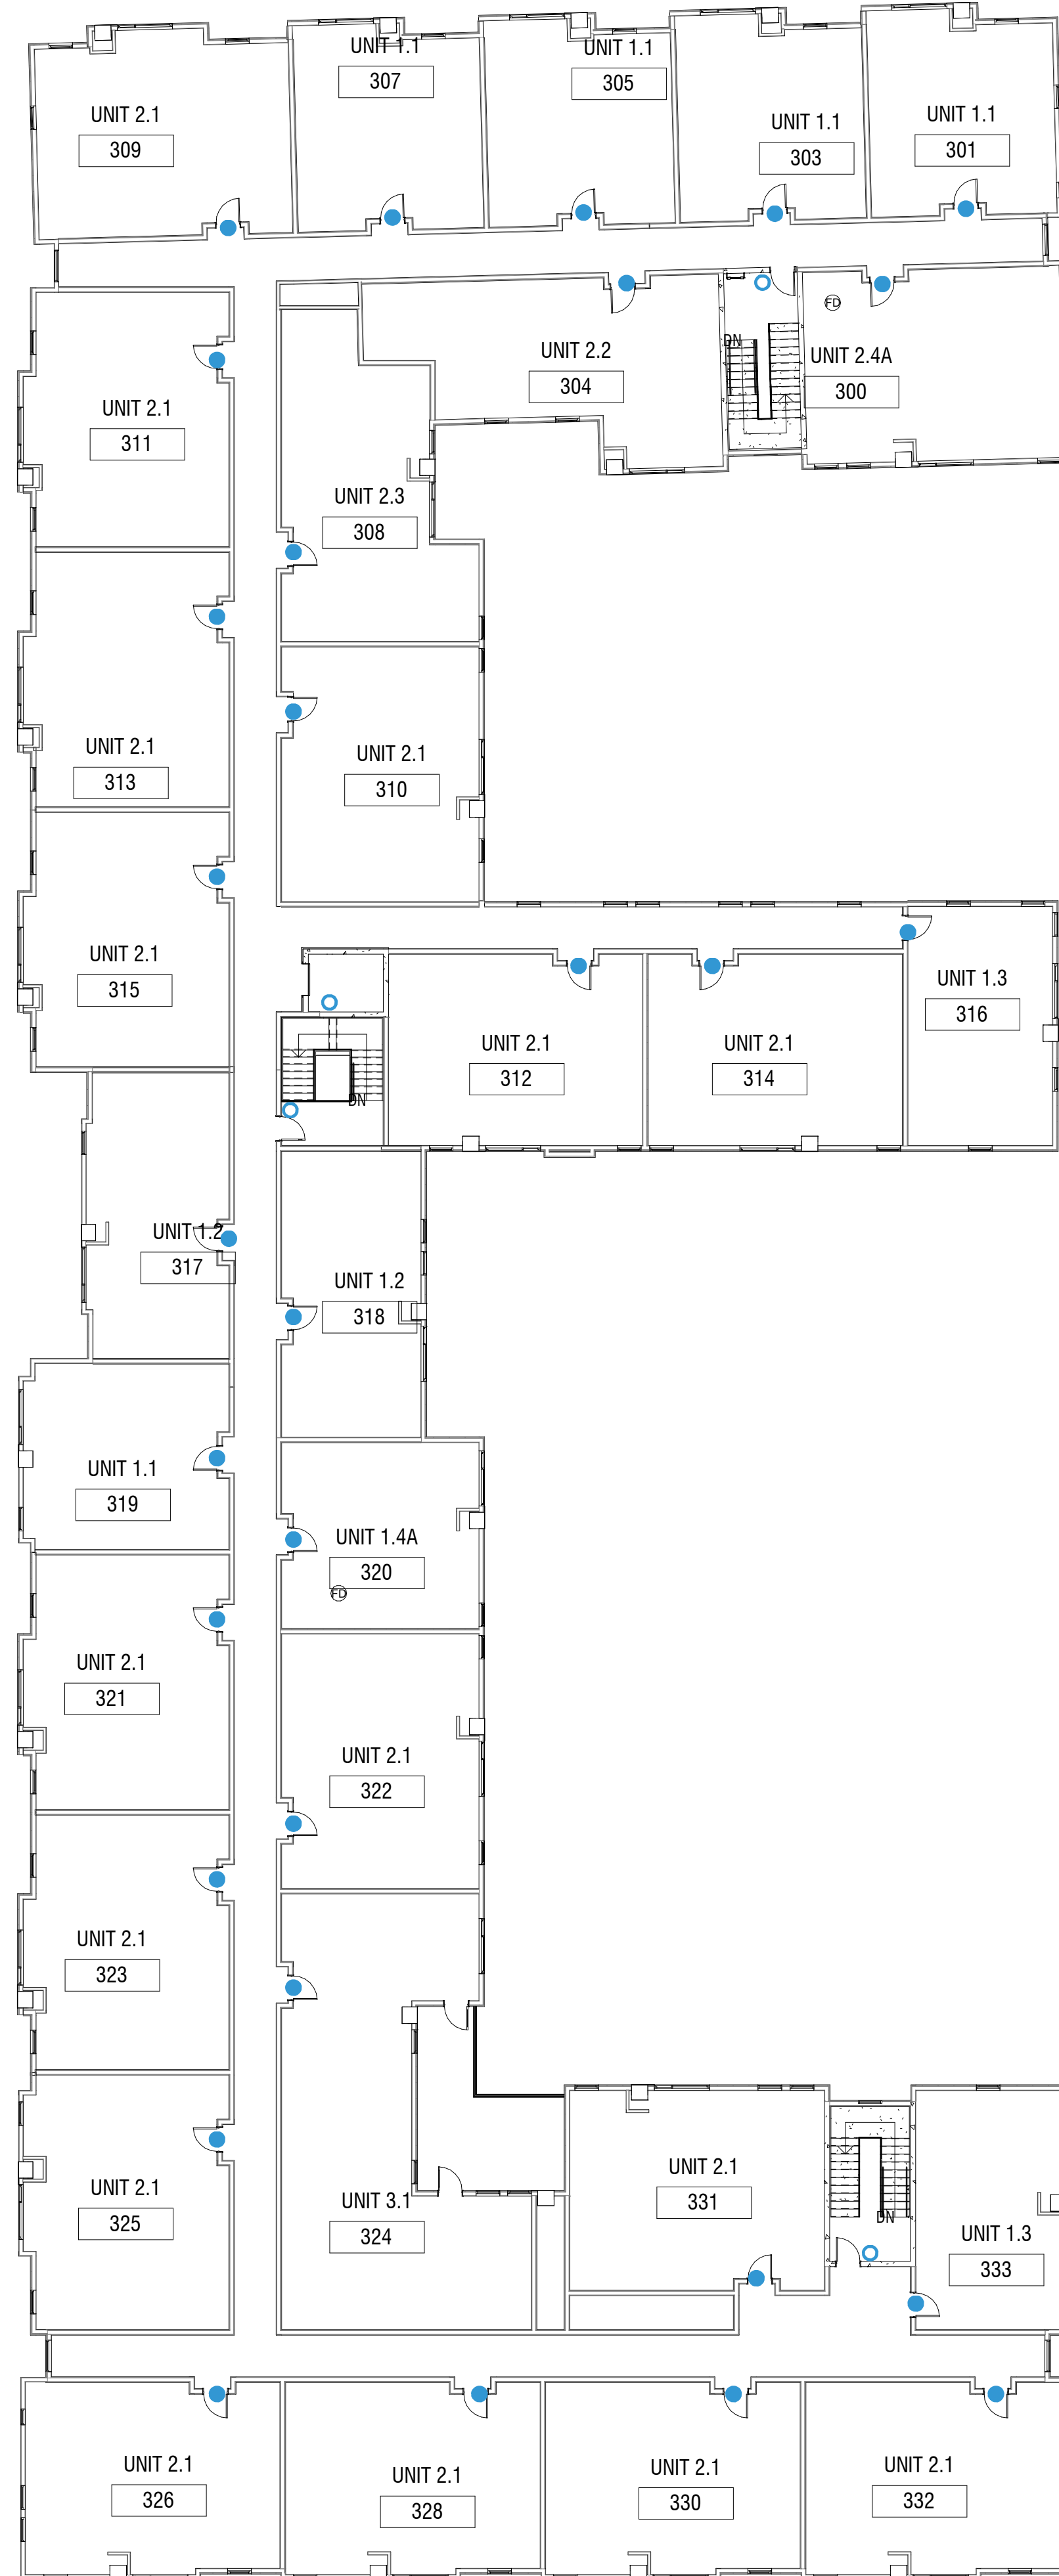 UNIT 1.1
307
UNIT 1.1
305
UNIT 2.1
309
UNIT 1.1
303
UNIT 1.1
301
FD
DN
UNIT 2.2
304
UNIT 2.4A
300
UNIT 2.1
311
UNIT 2.3
308
UNIT 2.1
313
UNIT 2.1
310
UNIT 2.1
315
UNIT 1.3
316
UNIT 2.1
312
UNIT 2.1
314
DN
UNIT 1.2
317
UNIT 1.2
318
UNIT 1.1
319
UNIT 1.4A
320
FD
UNIT 2.1
321
UNIT 2.1
322
UNIT 2.1
323
UNIT 2.1
325
UNIT 3.1
324
UNIT 2.1
331
DN
UNIT 1.3
333
UNIT 2.1
326
UNIT 2.1
328
UNIT 2.1
330
UNIT 2.1
332